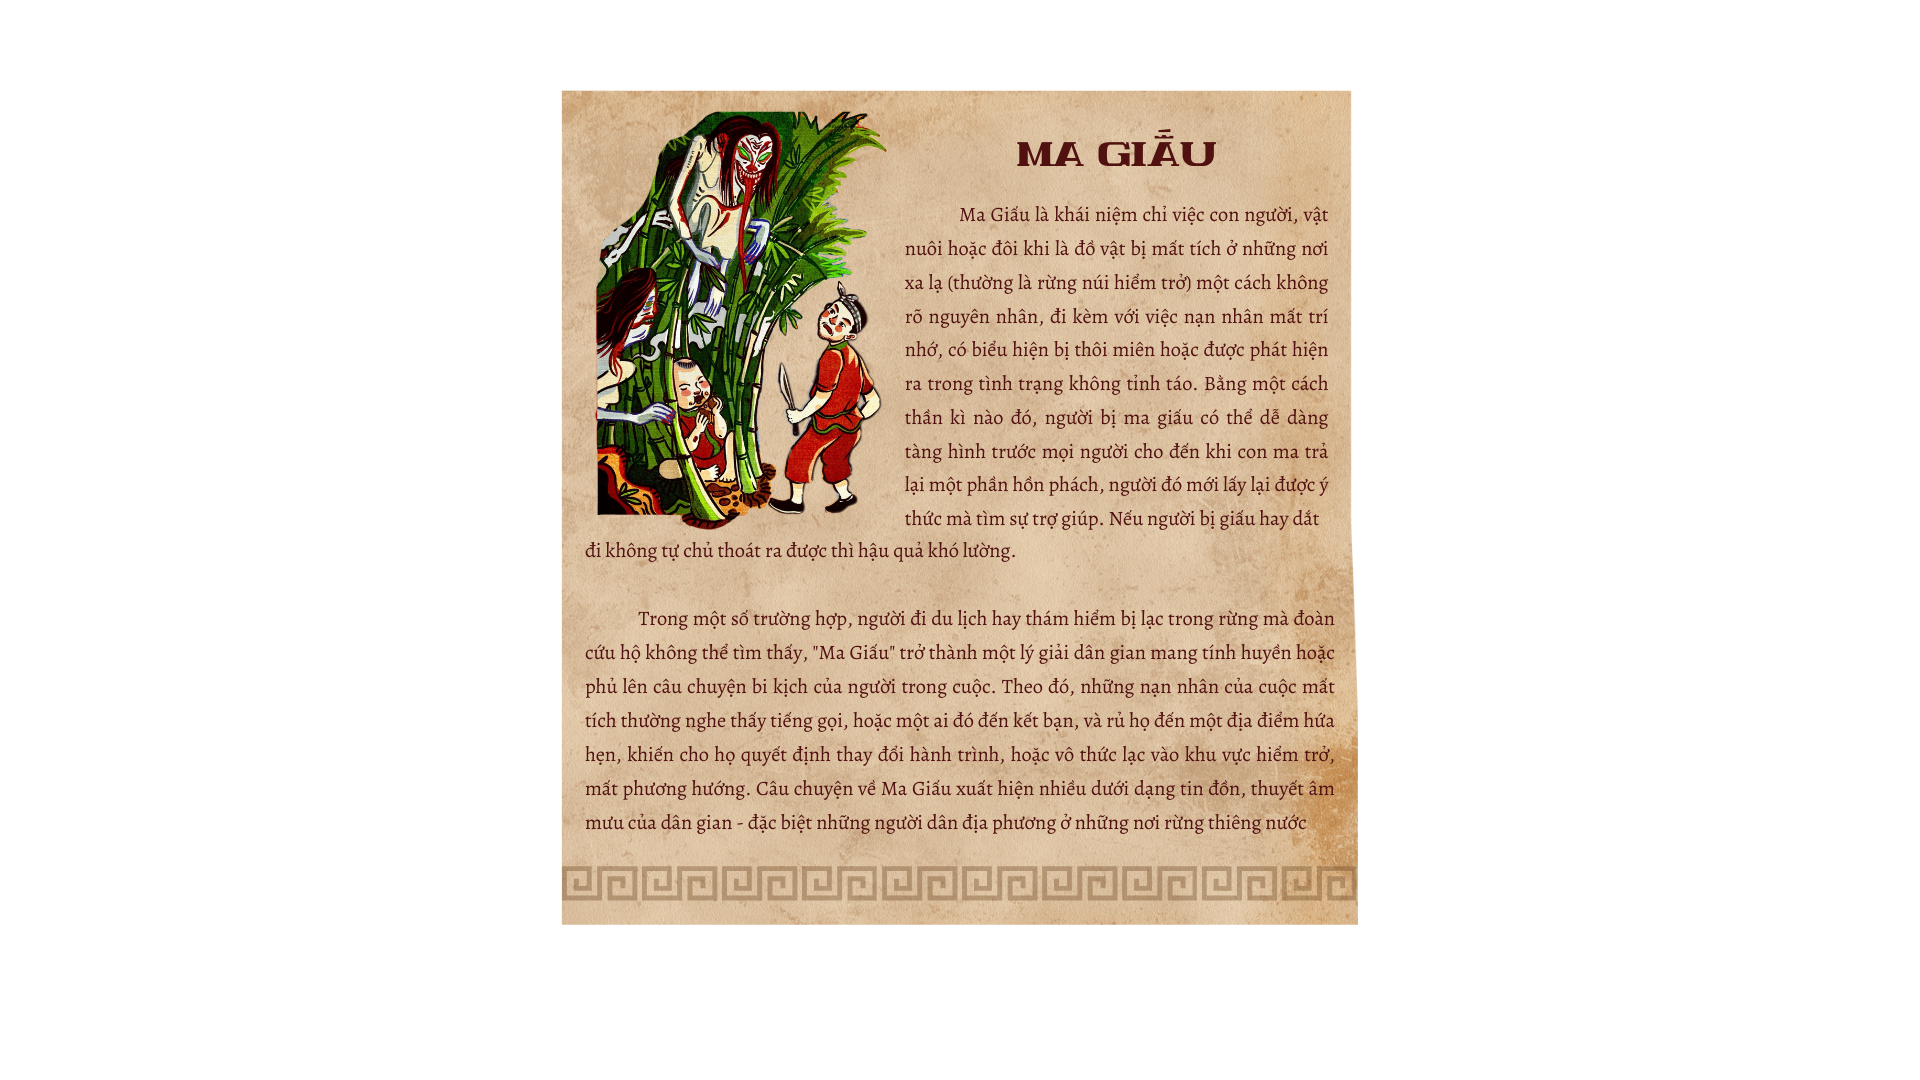 MA GIẤU
Ma Giấu là khái niệm chỉ việc con người, vật
nuôi hoặc đôi khi là đồ vật bị mất tích ở những nơi
xa lạ (thường là rừng núi hiểm trở) một cách không
rõ nguyên nhân, đi kèm với việc nạn nhân mất trí
nhớ, có biểu hiện bị thôi miên hoặc được phát hiện
ra trong tình trạng không tỉnh táo. Bằng một cách
thần kì nào đó, người bị ma giấu có thể dễ dàng
tàng hình trước mọi người cho đến khi con ma trả
lại một phần hồn phách, người đó mới lấy lại được ý
thức mà tìm sự trợ giúp. Nếu người bị giấu hay dắt
đi không tự chủ thoát ra được thì hậu quả khó lường.
Trong một số trường hợp, người đi du lịch hay thám hiểm bị lạc trong rừng mà đoàn
cứu hộ không thể tìm thấy, "Ma Giấu" trở thành một lý giải dân gian mang tính huyền hoặc
phủ lên câu chuyện bi kịch của người trong cuộc. Theo đó, những nạn nhân của cuộc mất
tích thường nghe thấy tiếng gọi, hoặc một ai đó đến kết bạn, và rủ họ đến một địa điểm hứa
hẹn, khiến cho họ quyết định thay đổi hành trình, hoặc vô thức lạc vào khu vực hiểm trở,
mất phương hướng. Câu chuyện về Ma Giấu xuất hiện nhiều dưới dạng tin đồn, thuyết âm
mưu của dân gian - đặc biệt những người dân địa phương ở những nơi rừng thiêng nước